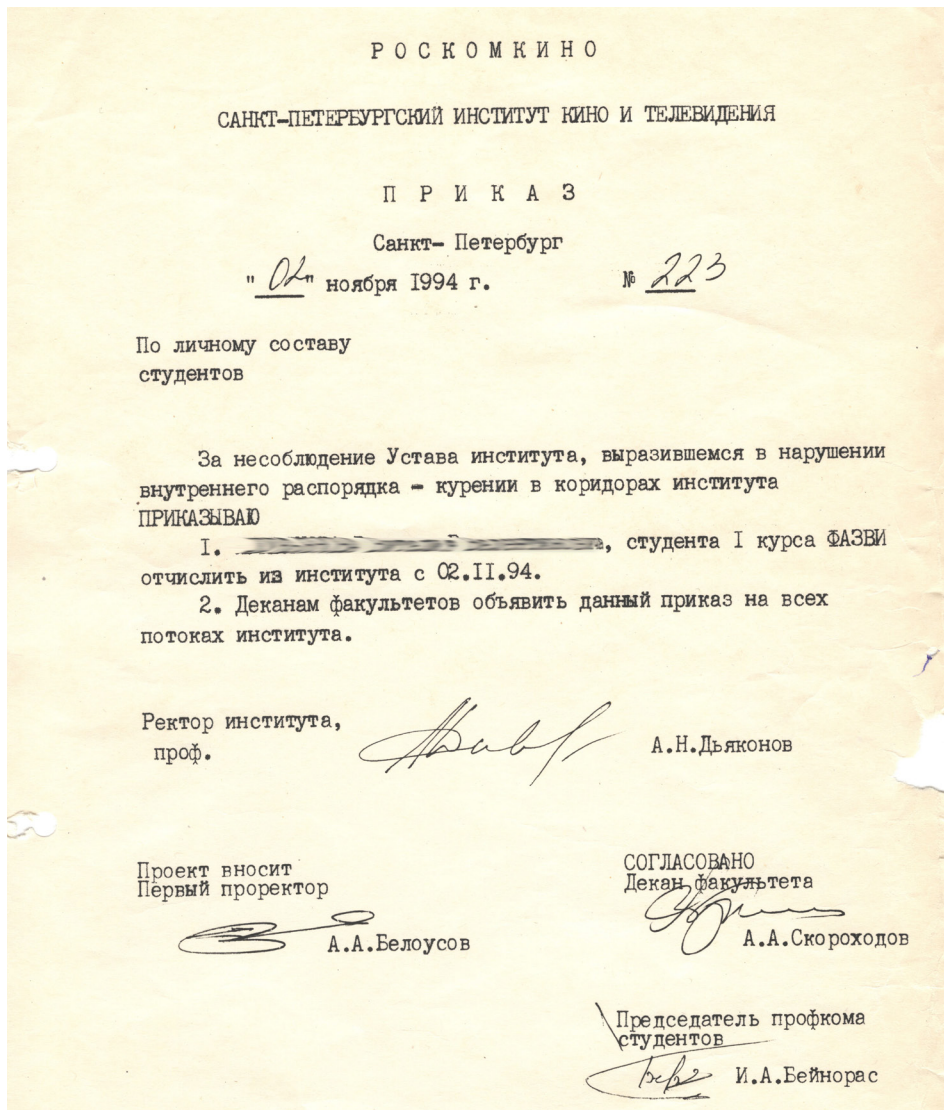 РОСКОМКИНО
САНКТ-ПЕТЕРБУРГСКИЙ ИНСТИТУТ КИНО И ТЕЛЕВИДЕНИЯ
ПРИКАЗ
Санкт- Петербург
"02" ноября I994 г. № 223
По личному составу
студентов
За несоблюдение Устава института, выразившемся в нарушении
внутреннего распорядка - курении в коридорах института
ПРИКАЗЫВАЮ
I. , студента I курса ФАЗВИ
отчислить из института с 02.II.94.
2. Деканам факультетов объявить данный приказ на всех
потоках института.
Ректор института,
проф. А.Н.Дьяконов
Проект вносит
Первый проректор
А.А.Белоусов
СОГЛАСОВАНО
Декан факультета
А.А.Скороходов
Председатель профкома
студентов
И.А.Бейнорас